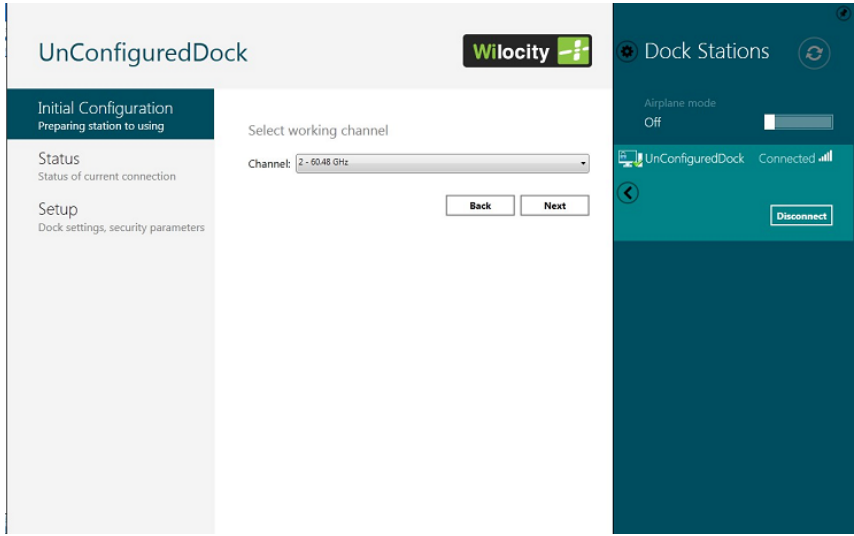 UnConfiguredDock
Wilocity
Initial Configuration
Preparing station to using
Status
Status of current connection
Setup
Dock settings, security parameters
Select working channel
Channel: 2 - 60.48 GHz
Back Next
Dock Stations
Airplane mode
Off
UnConfiguredDock Connected
Disconnect